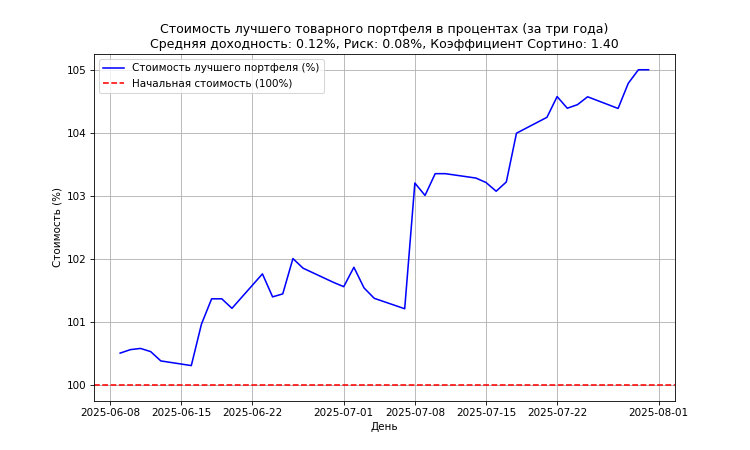 Стоимость лучшего товарного портфеля в процентах (за три года)
Средняя доходность: 0.12%, Риск: 0.08%, Коэффициент Сортино: 1.40
Стоимость лучшего портфеля (%)
Начальная стоимость (100%)
Стоимость (%)
105
104
103
102
101
100
2025-06-08 2025-06-15 2025-06-22 2025-07-01 2025-07-08 2025-07-15 2025-07-22 2025-08-01
День